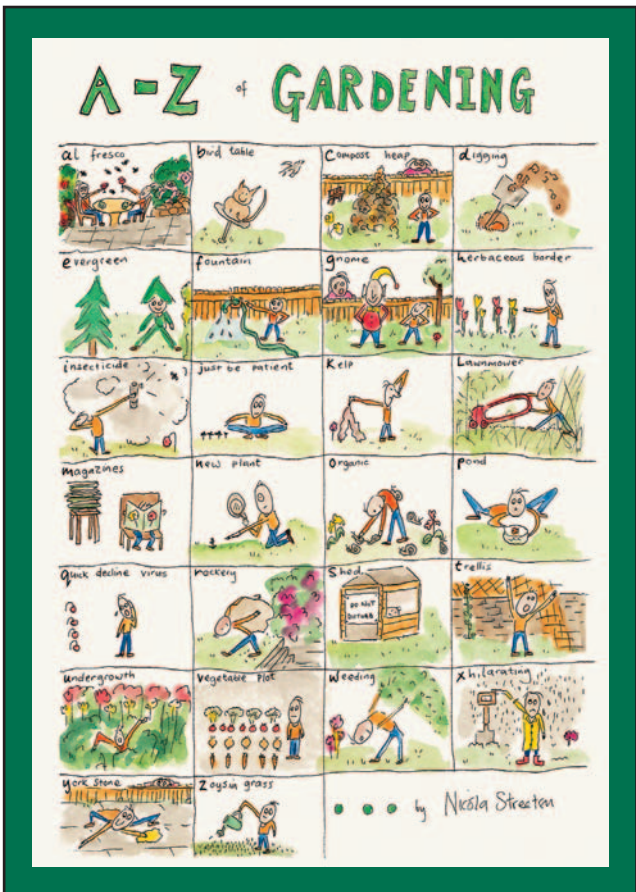 A-Z of GARDENING
al fresco
bird table
Compost heap
digging
evergreen
fountain
gnome
herbaceous border
insecticide
just be patient
Kelp
Lawnmower
magazines
new plant
Organic
pond
quick decline virus
rockery
Shed
DO NOT
DISTURB
trellis
undergrowth
vegetable plot
weeding
Xhilarating
york stone
Zoysia grass
by Nicola Streeten